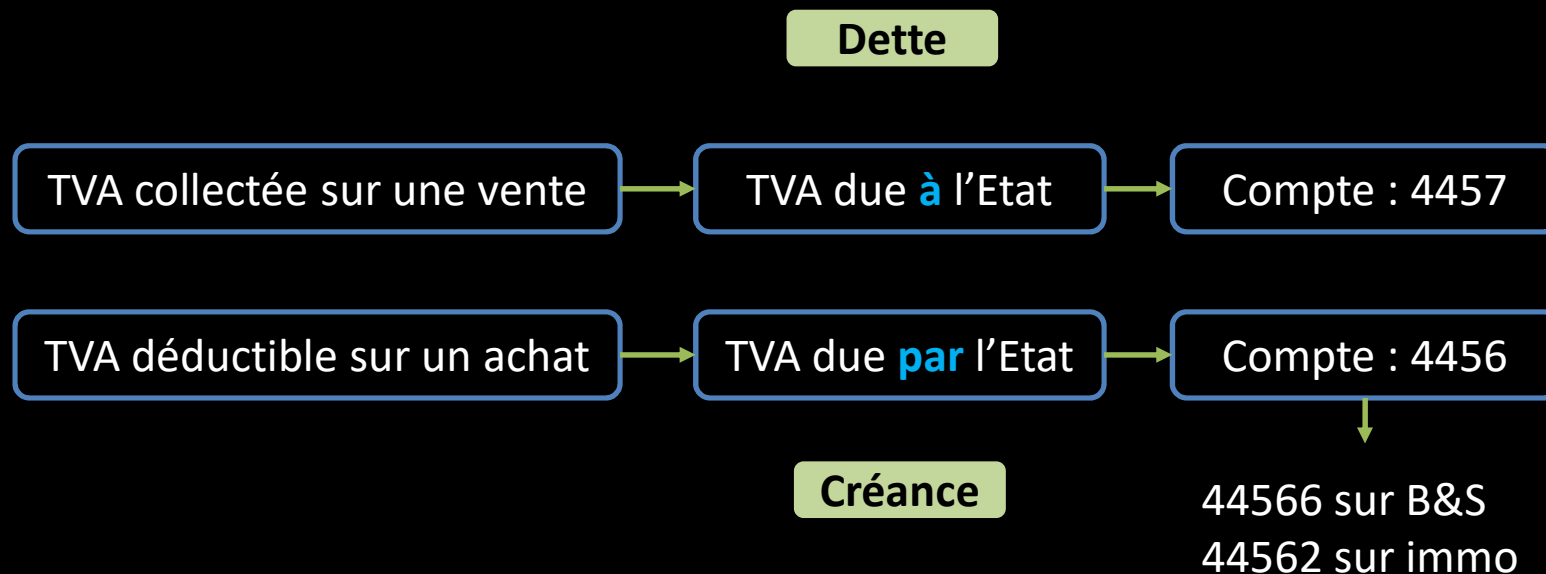 Dette
TVA collectée sur une vente
TVA due à l’Etat
Compte : 4457
TVA déductible sur un achat
TVA due par l’Etat
Compte : 4456
Créance
44566 sur B&S
44562 sur immo